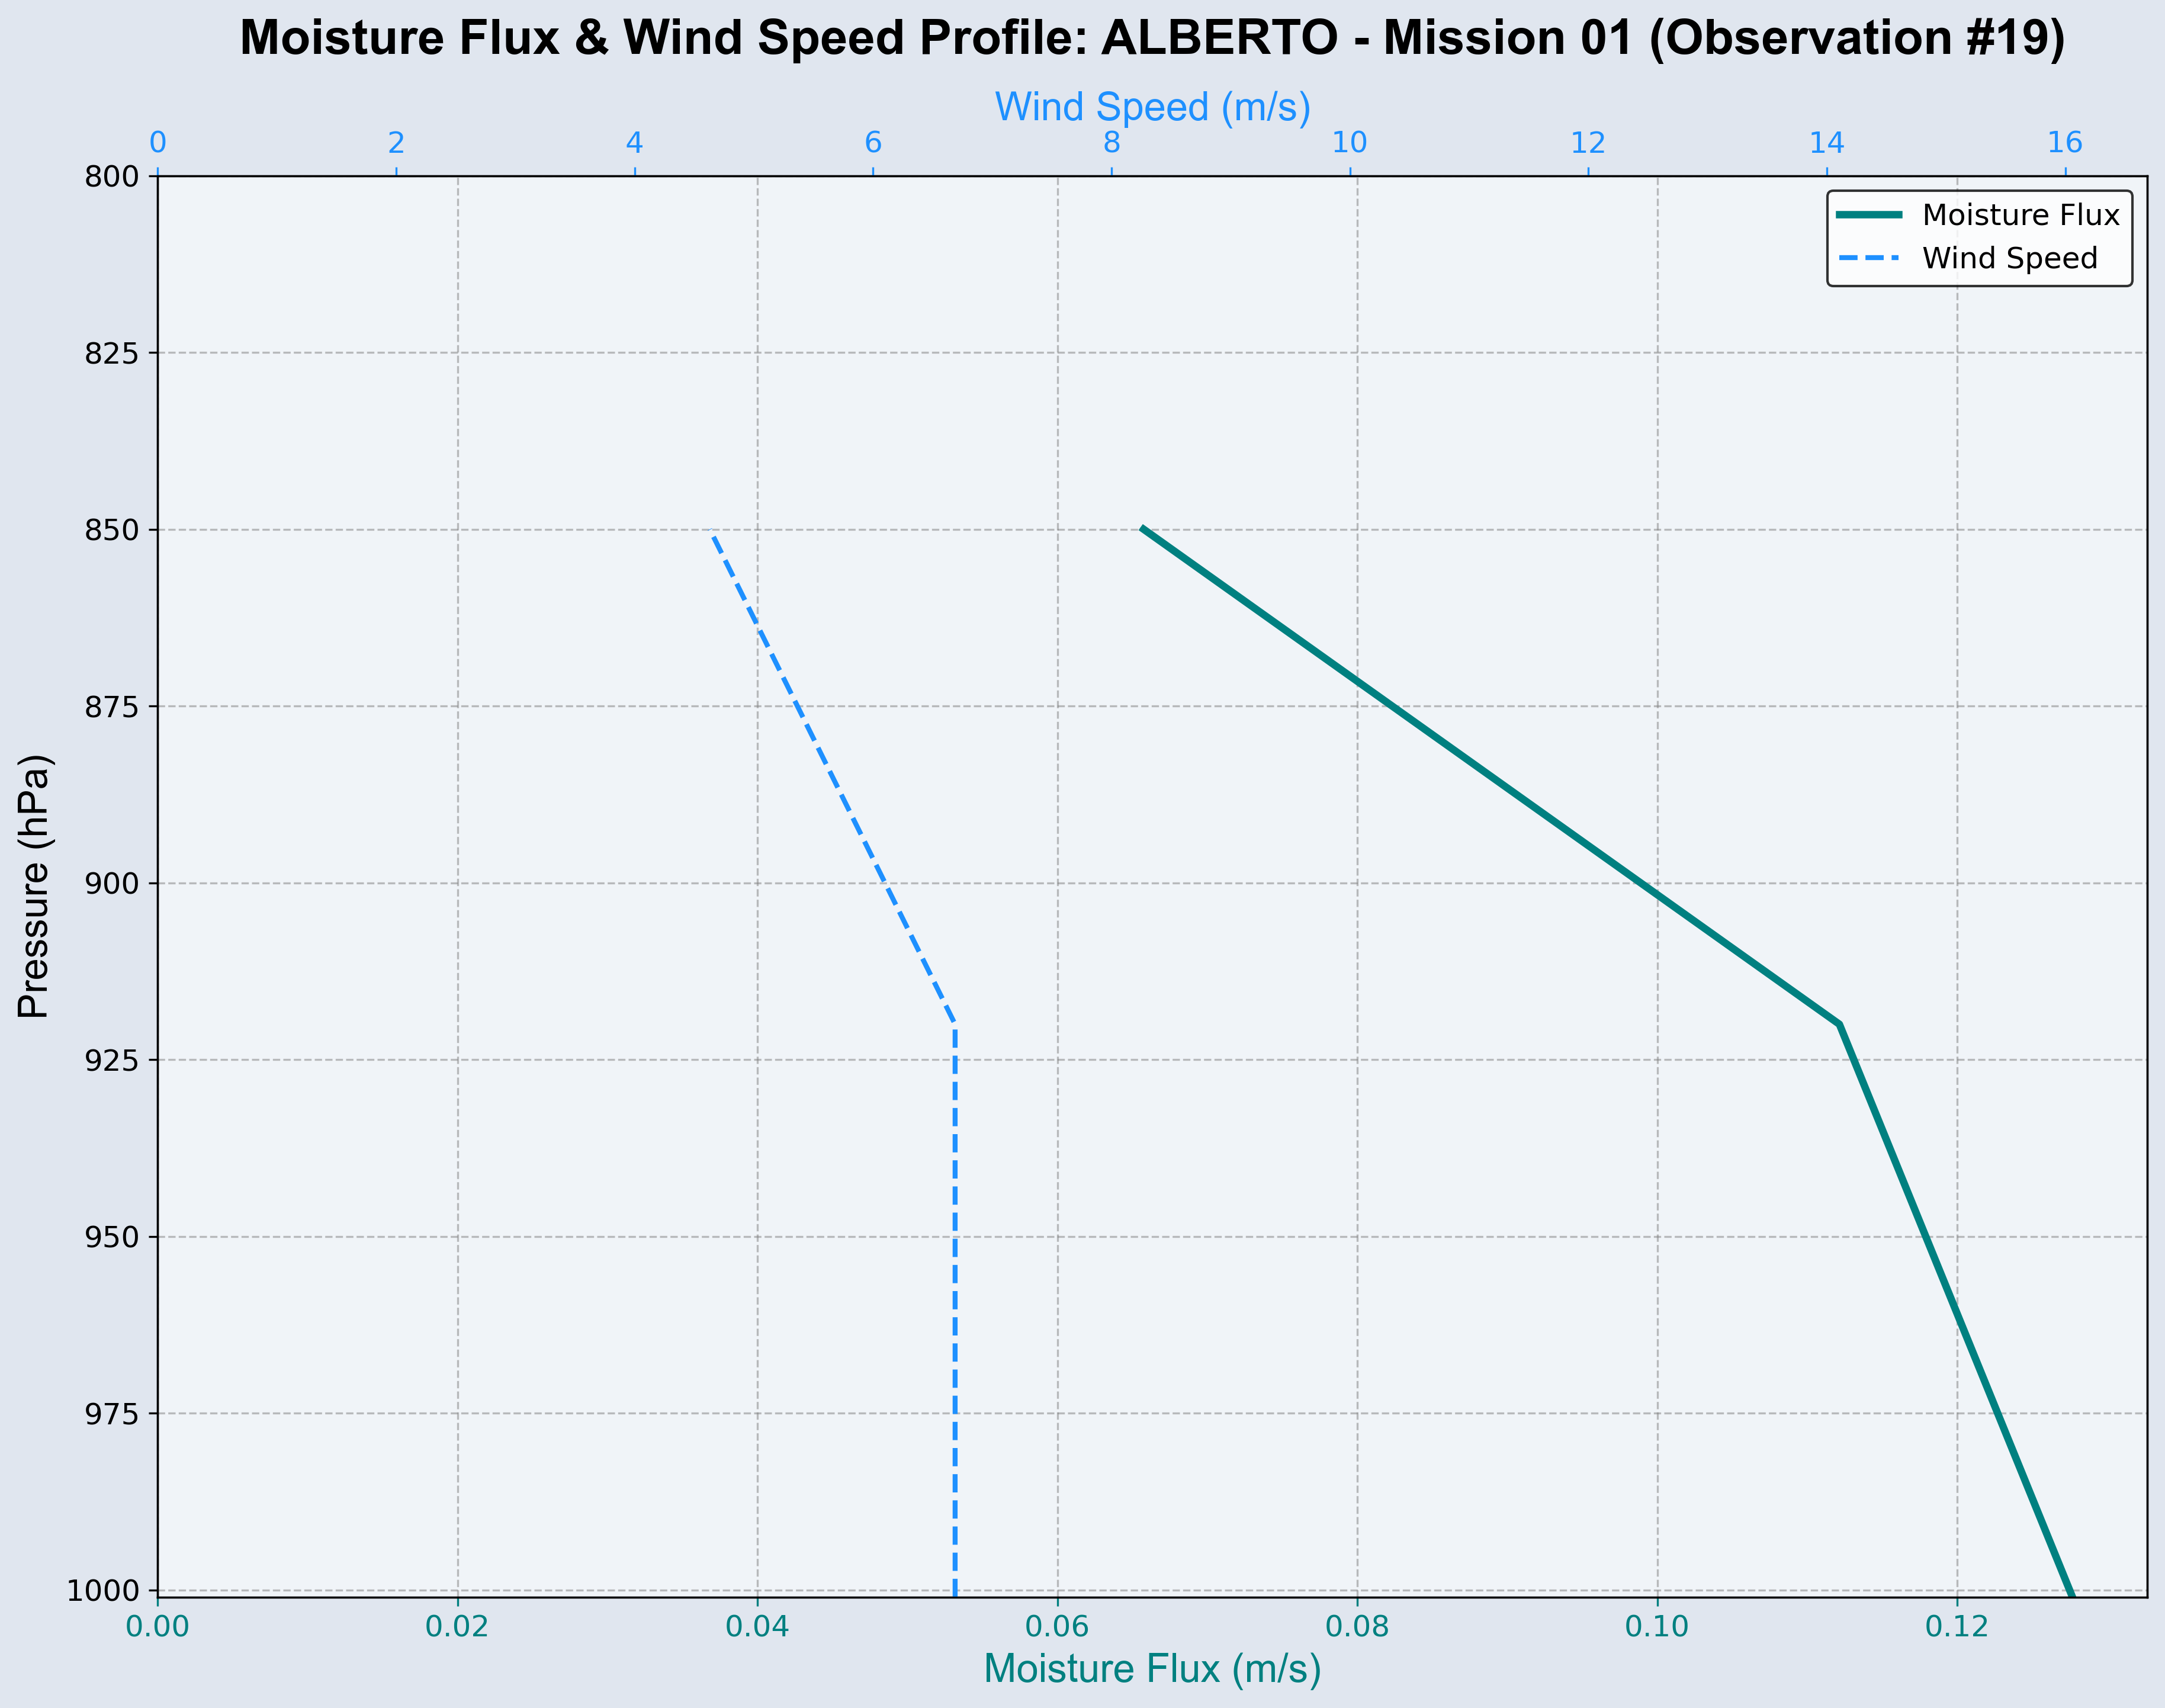 Moisture Flux & Wind Speed Profile: ALBERTO - Mission 01 (Observation #19)
Wind Speed (m/s)
0 2 4 6 8 10 12 14 16
Moisture Flux
Wind Speed
Pressure (hPa)
800
825
850
875
900
925
950
975
1000
0.00 0.02 0.04 0.06 0.08 0.10 0.12
Moisture Flux (m/s)